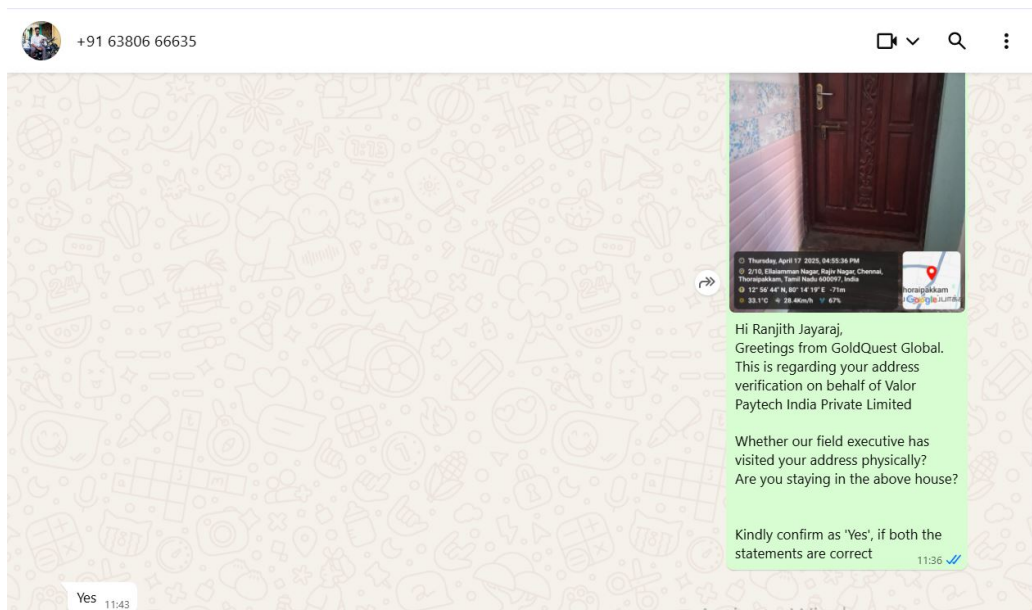 +91 63806 66635
Thursday, April 17 2025, 04:55:36 PM
2/10, Ellaiamman Nagar, Rajiv Nagar, Chennai,
Thoraipakkam, Tamil Nadu 600097, India
12° 56' 44" N, 80° 14' 19" E -71m
33.1°C 28.4Km/h 67%
horaipakkam
Google
Hi Ranjith Jayaraj,
Greetings from GoldQuest Global.
This is regarding your address
verification on behalf of Valor
Paytech India Private Limited
Whether our field executive has
visited your address physically?
Are you staying in the above house?
Kindly confirm as 'Yes', if both the
statements are correct
11:36
Yes 11:43